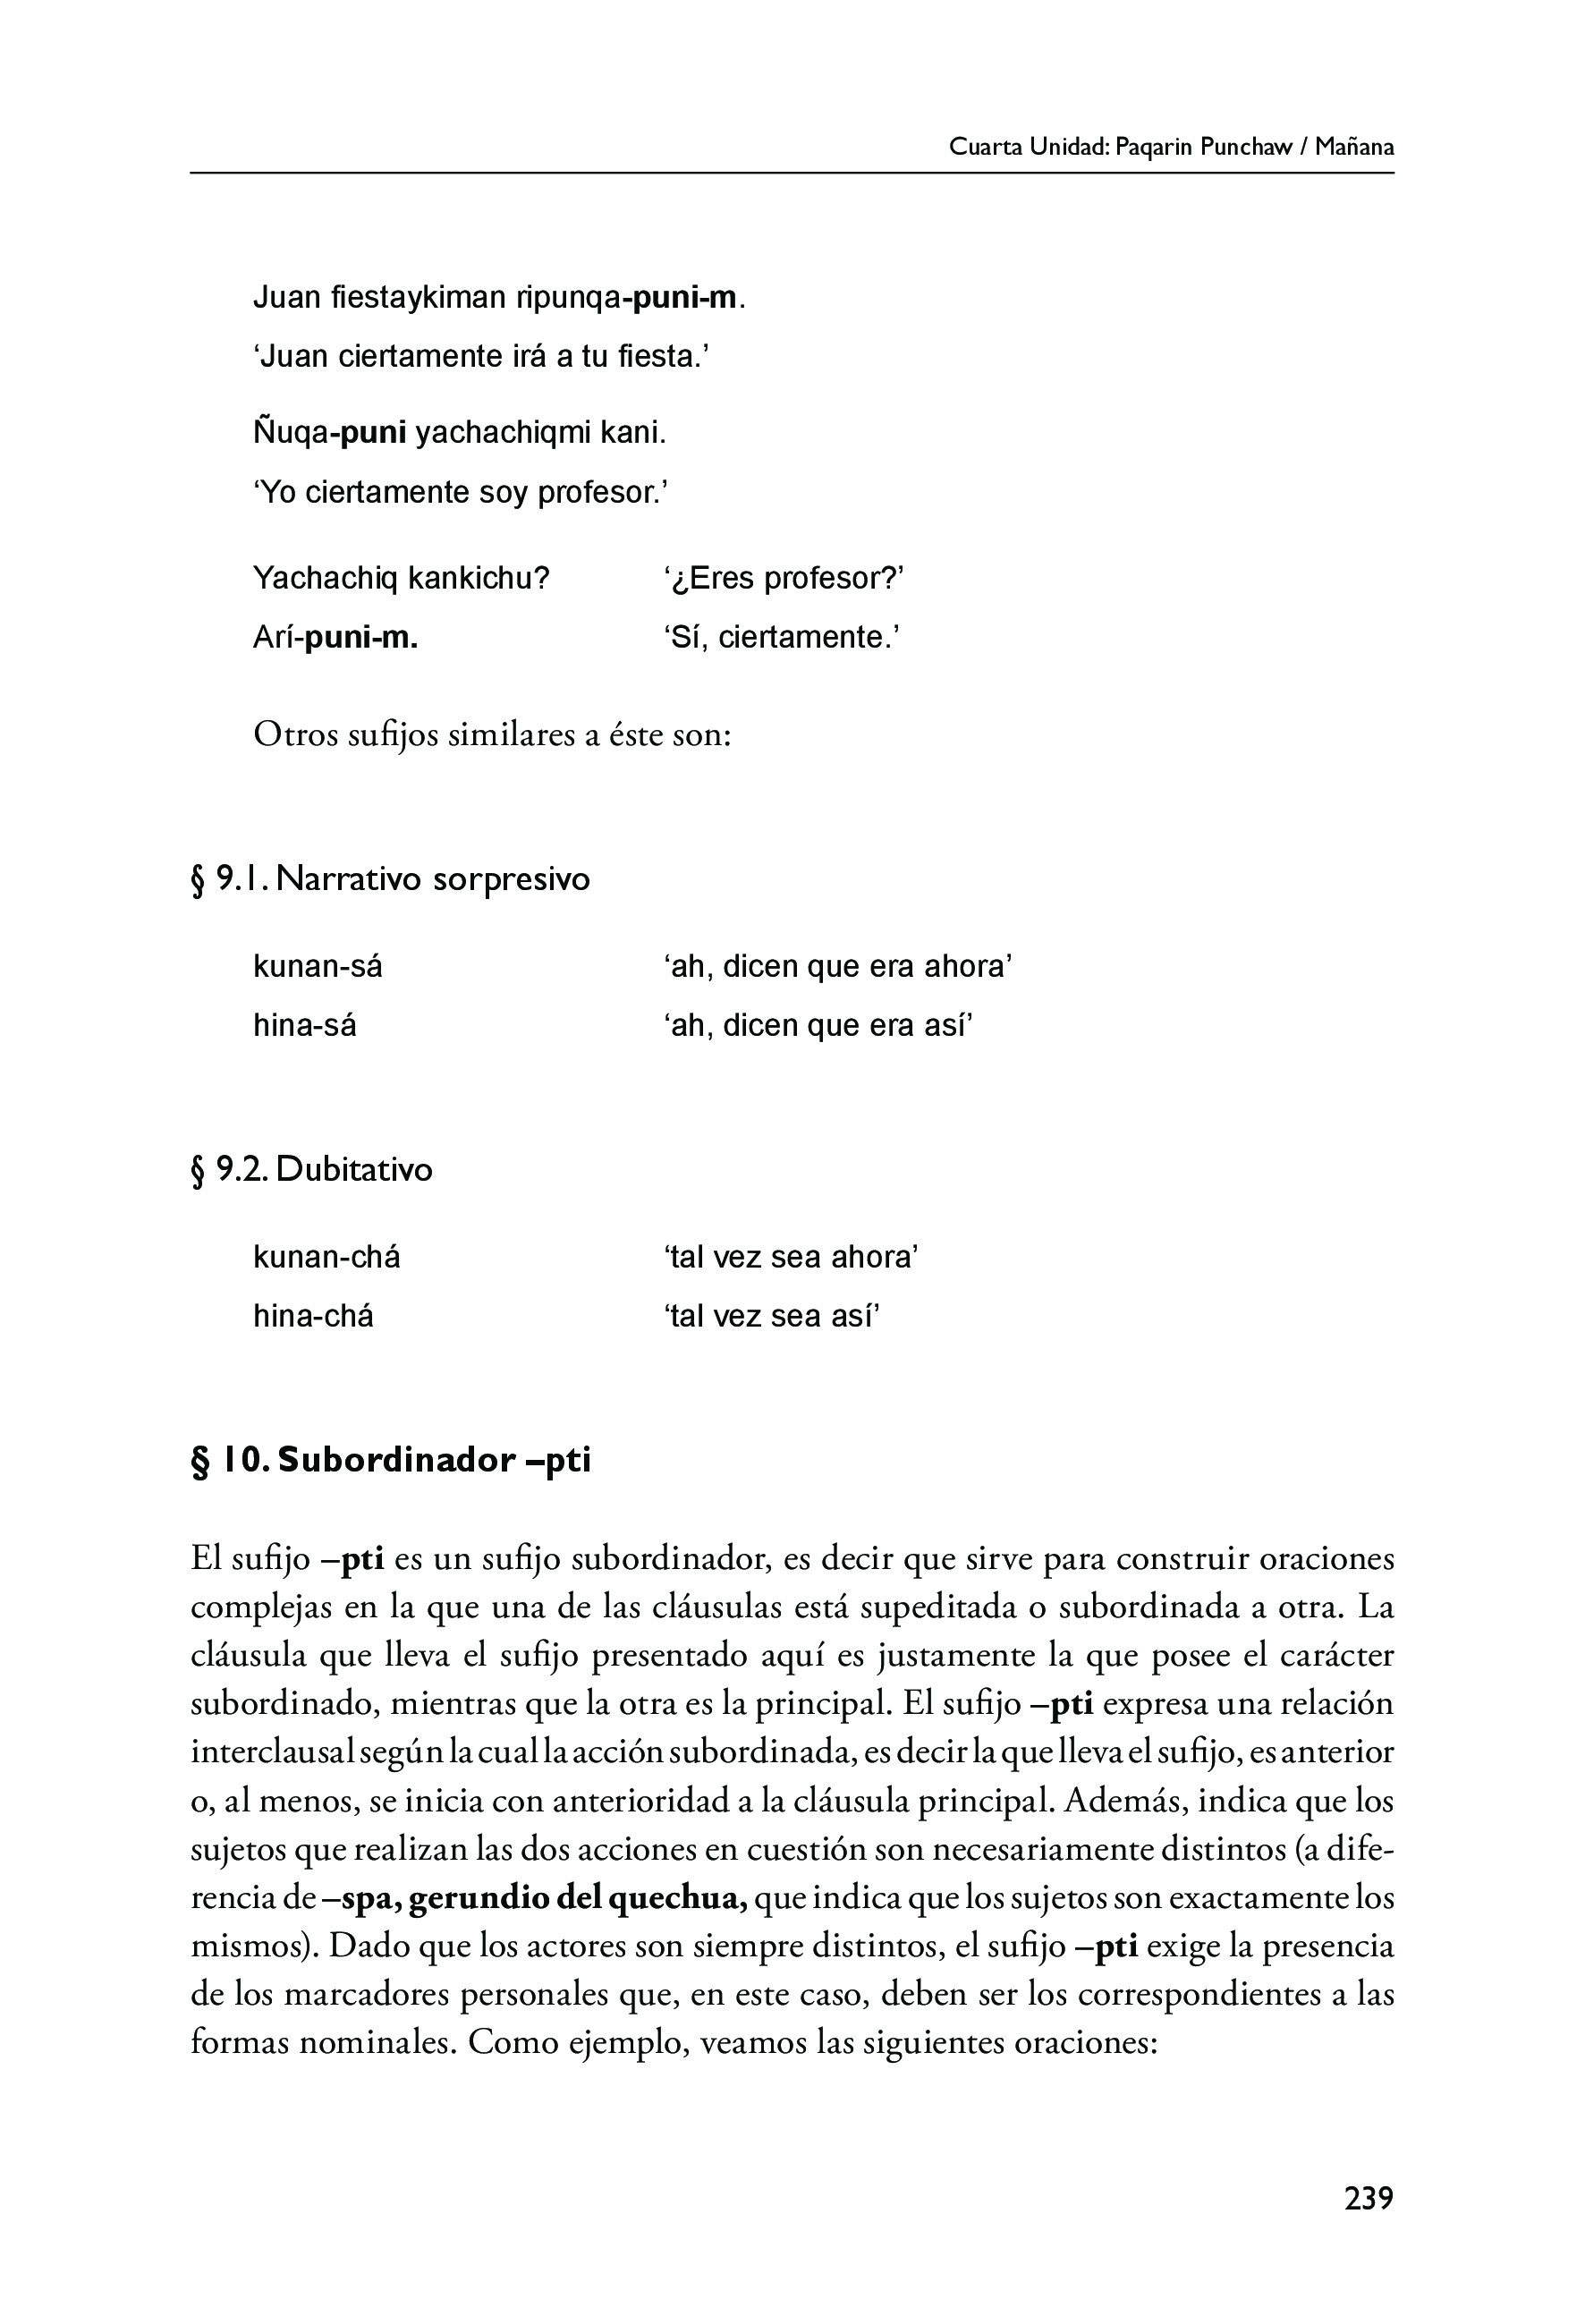 Cuarta Unidad: Paqarin Punchaw / Mañana
Juan fiestaykiman ripunqa-puni-m.
‘Juan ciertamente irá a tu fiesta.’
Ñuqa-puni yachachiqmi kani.
‘Yo ciertamente soy profesor.’
Yachachiq kankichu? ‘¿Eres profesor?’
Arí-puni-m. ‘Sí, ciertamente.’
Otros sufijos similares a éste son:
§ 9.1. Narrativo sorpresivo
kunan-sá ‘ah, dicen que era ahora’
hina-sá ‘ah, dicen que era así’
§ 9.2. Dubitativo
kunan-chá ‘tal vez sea ahora’
hina-chá ‘tal vez sea así’
§ 10. Subordinador –pti
El sufijo –pti es un sufijo subordinador, es decir que sirve para construir oraciones
complejas en la que una de las cláusulas está supeditada o subordinada a otra. La
cláusula que lleva el sufijo presentado aquí es justamente la que posee el carácter
subordinado, mientras que la otra es la principal. El sufijo –pti expresa una relación
interclausal según la cual la acción subordinada, es decir la que lleva el sufijo, es anterior
o, al menos, se inicia con anterioridad a la cláusula principal. Además, indica que los
sujetos que realizan las dos acciones en cuestión son necesariamente distintos (a dife-
rencia de –spa, gerundio del quechua, que indica que los sujetos son exactamente los
mismos). Dado que los actores son siempre distintos, el sufijo –pti exige la presencia
de los marcadores personales que, en este caso, deben ser los correspondientes a las
formas nominales. Como ejemplo, veamos las siguientes oraciones:
239